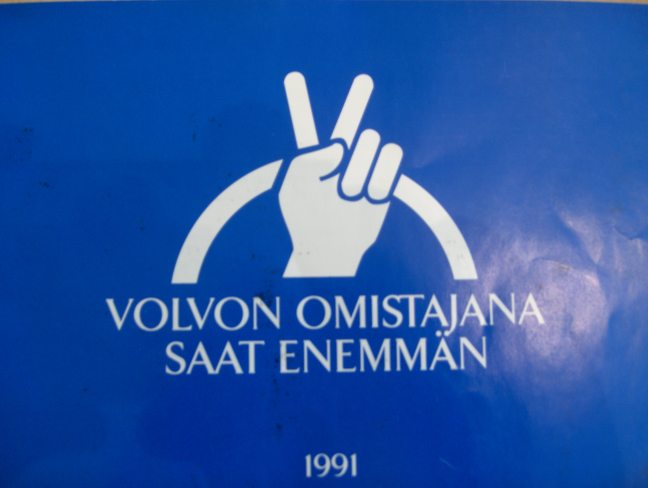 VOLVON OMISTAJANA
SAAT ENEMMÄN
1991